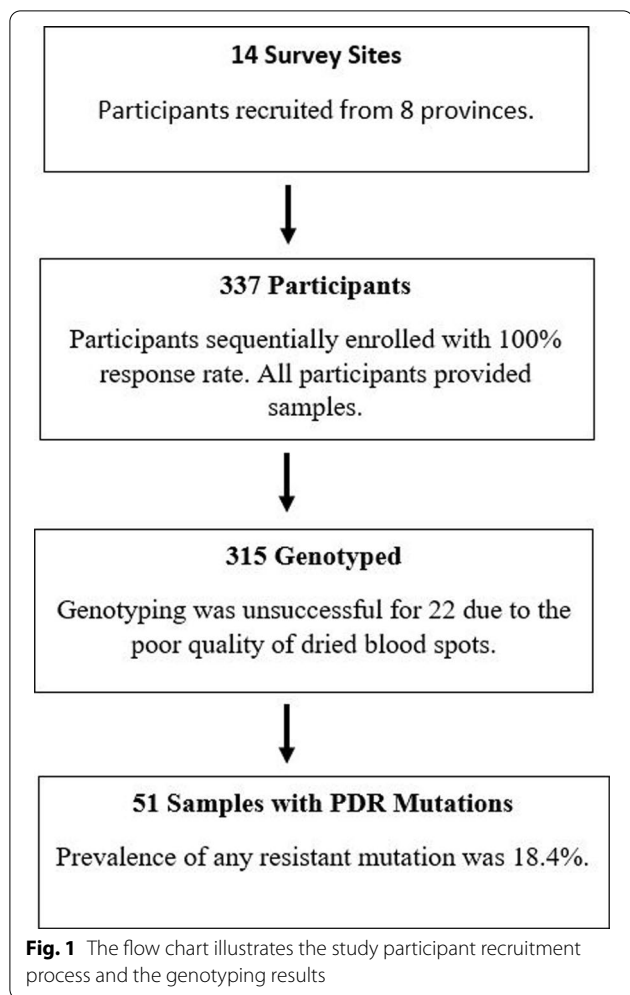 14 Survey Sites
Participants recruited from 8 provinces.
337 Participants
Participants sequentially enrolled with 100%
response rate. All participants provided
samples.
315 Genotyped
Genotyping was unsuccessful for 22 due to the
poor quality of dried blood spots.
51 Samples with PDR Mutations
Prevalence of any resistant mutation was 18.4%.
Fig. 1 The flow chart illustrates the study participant recruitment
process and the genotyping results